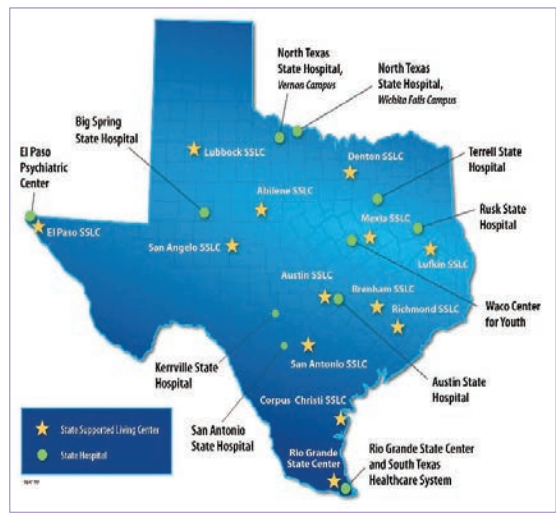 North Texas
State Hospital,
Vernon Campus
North Texas
State Hospital,
Wichita Falls Campus
Big Spring
State Hospital
El Paso
Psychiatric
Center
Lubbock SSLC
Denton SSLC
Terrell State
Hospital
Abilene SSLC
Mexia SSLC
Rusk State
Hospital
El Paso SSLC
San Angelo SSLC
Lufkin SSLC
Austin SSLC
Brenham SSLC
Richmond SSLC
Waco Center
for Youth
Kerrville State
Hospital
San Antonio SSLC
Austin State
Hospital
Corpus Christi SSLC
San Antonio
State Hospital
State Supported Living Center
State Hospital
Rio Grande
State Center
Rio Grande State Center
and South Texas
Healthcare System